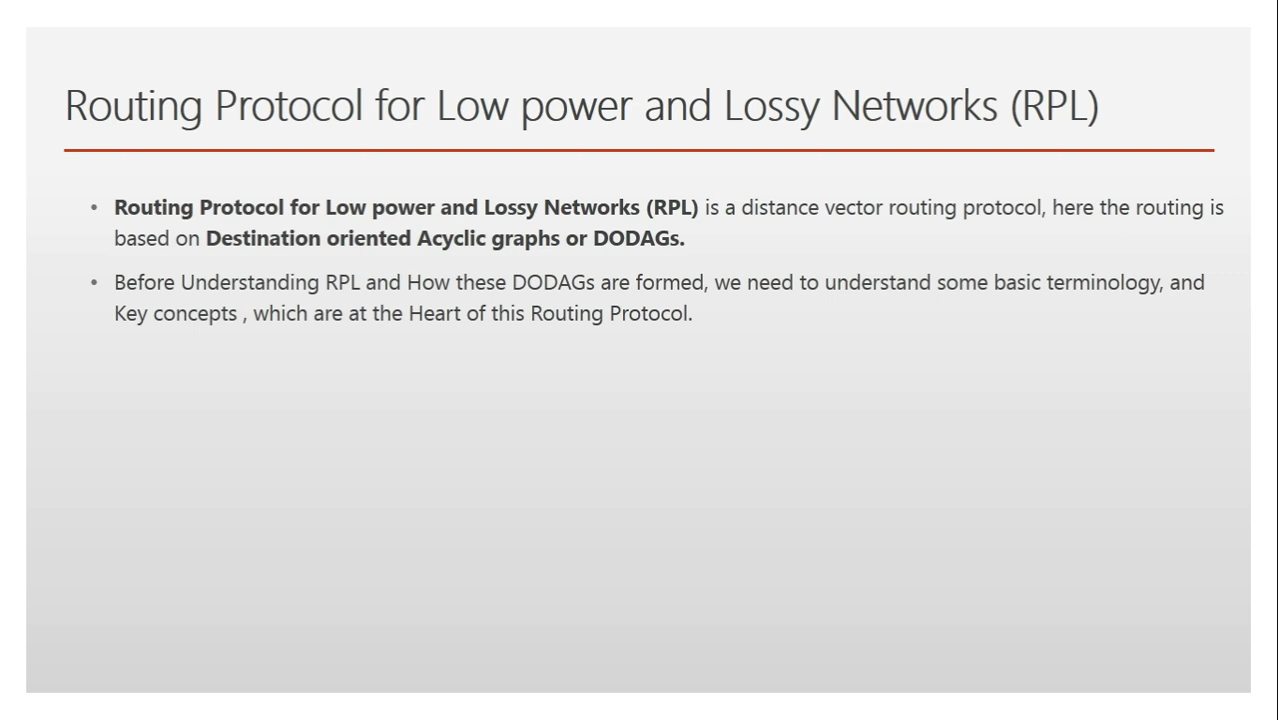 Routing Protocol for Low power and Lossy Networks (RPL)
• Routing Protocol for Low power and Lossy Networks (RPL) is a distance vector routing protocol, here the routing is
based on Destination oriented Acyclic graphs or DODAGs.
• Before Understanding RPL and How these DODAGs are formed, we need to understand some basic terminology, and
Key concepts , which are at the Heart of this Routing Protocol.